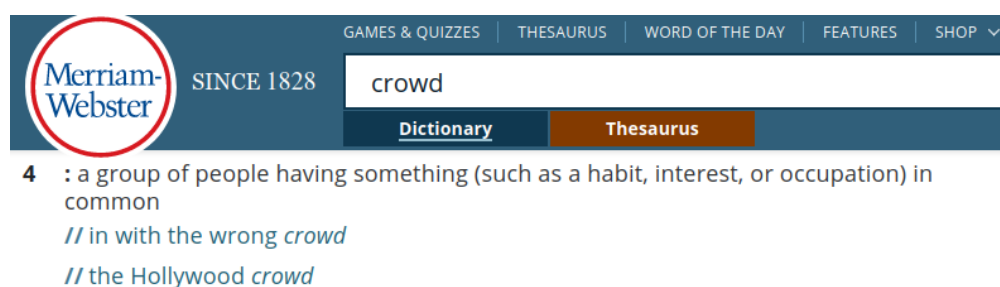 GAMES & QUIZZES THESAURUS WORD OF THE DAY FEATURES SHOP
Merriam-
Webster
SINCE 1828
crowd
Dictionary Thesaurus
4 : a group of people having something (such as a habit, interest, or occupation) in
common
// in with the wrong crowd
// the Hollywood crowd